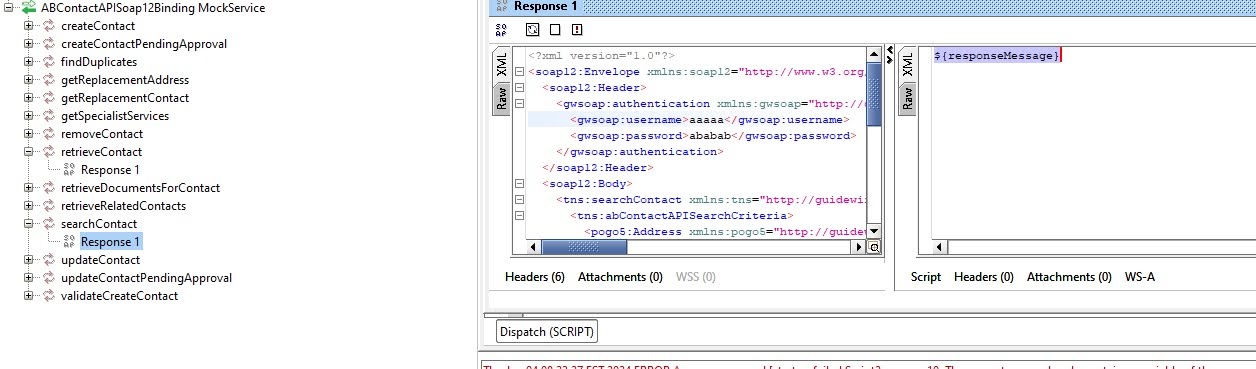 ABContactAPISoap12Binding MockService
createContact
createContactPendingApproval
findDuplicates
getReplacementAddress
getReplacementContact
getSpecialistServices
removeContact
retrieveContact
Response 1
retrieveDocumentsForContact
retrieveRelatedContacts
searchContact
Response 1
updateContact
updateContactPendingApproval
validateCreateContact
Response 1
XML
Raw
<?xml version="1.0"?>
<soap12:Envelope xmlns:soap12="http://www.w3.org
<soap12:Header>
<gwsoap:authentication xmlns:gwsoap="http://
<gwsoap:username>aaaaa</gwsoap:username>
<gwsoap:password>ababab</gwsoap:password>
</gwsoap:authentication>
</soap12:Header>
<soap12:Body>
<tns:searchContact xmlns:tns="http://guidewi
<tns:abContactAPISearchCriteria>
<pogo5:Address xmlns:pogo5="http://guidew
Headers (6) Attachments (0) WSS (0)
XML
Raw
${responseMessage}
Script Headers (0) Attachments (0) WS-A
Dispatch (SCRIPT)